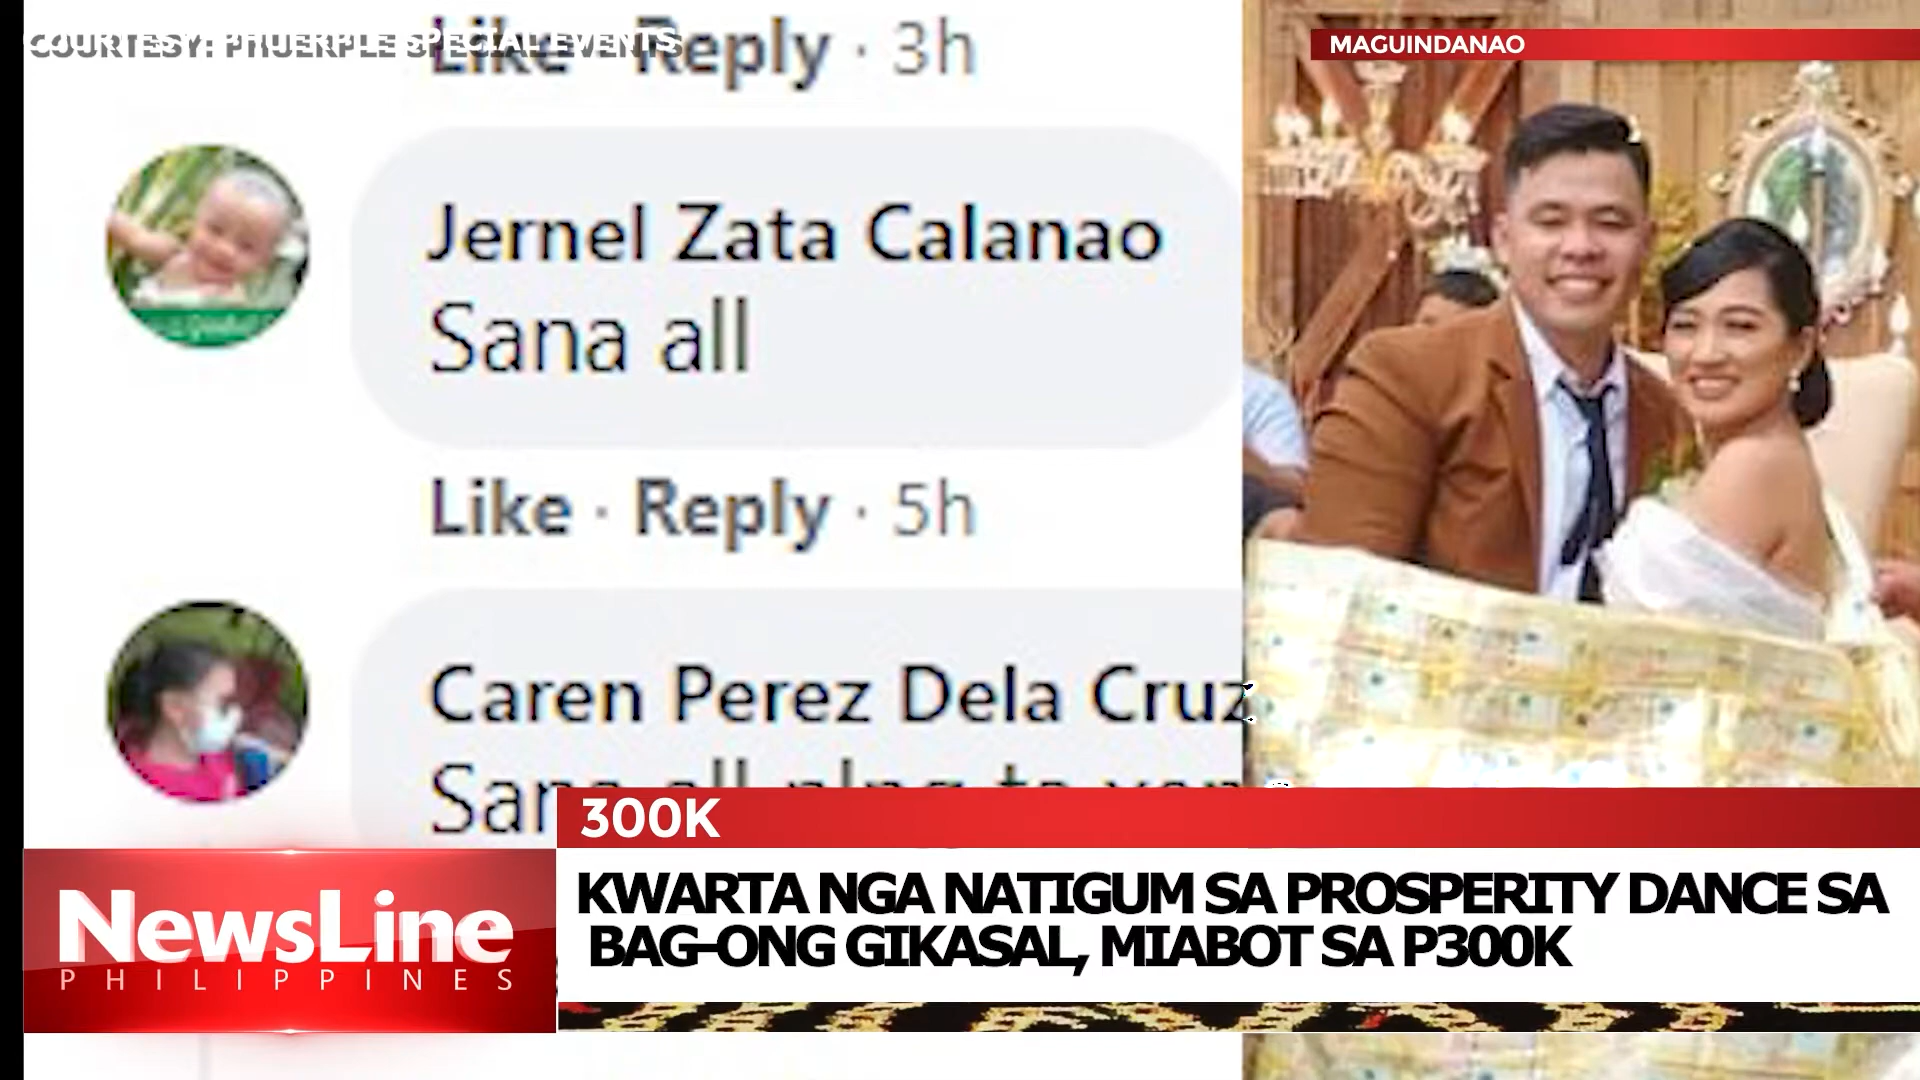 COURTESY: PHUERPLE SPECIAL EVENTS
Like · Reply · 3h
MAGUINDANAO
Jernel Zata Calanao
Sana all
Like · Reply · 5h
Caren Perez Dela Cruz
300K
NewsLine
PHILIPPINES
KWARTA NGA NATIGUM SA PROSPERITY DANCE SA
BAG-ONG GIKASAL, MIABOT SA P300K